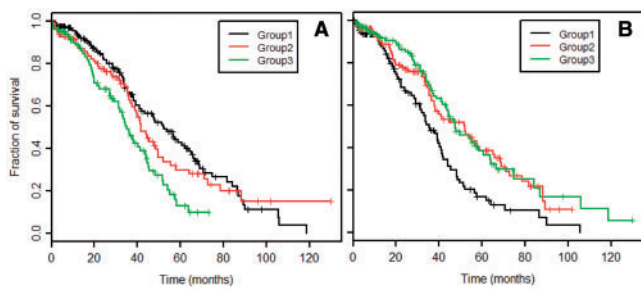 A
Group1
Group2
Group3
Fraction of survival
1.0
0.8
0.6
0.4
0.2
0.0
0 20 40 60 80 100 120
Time (months)
B
Group1
Group2
Group3
0 20 40 60 80 100 120
Time (months)